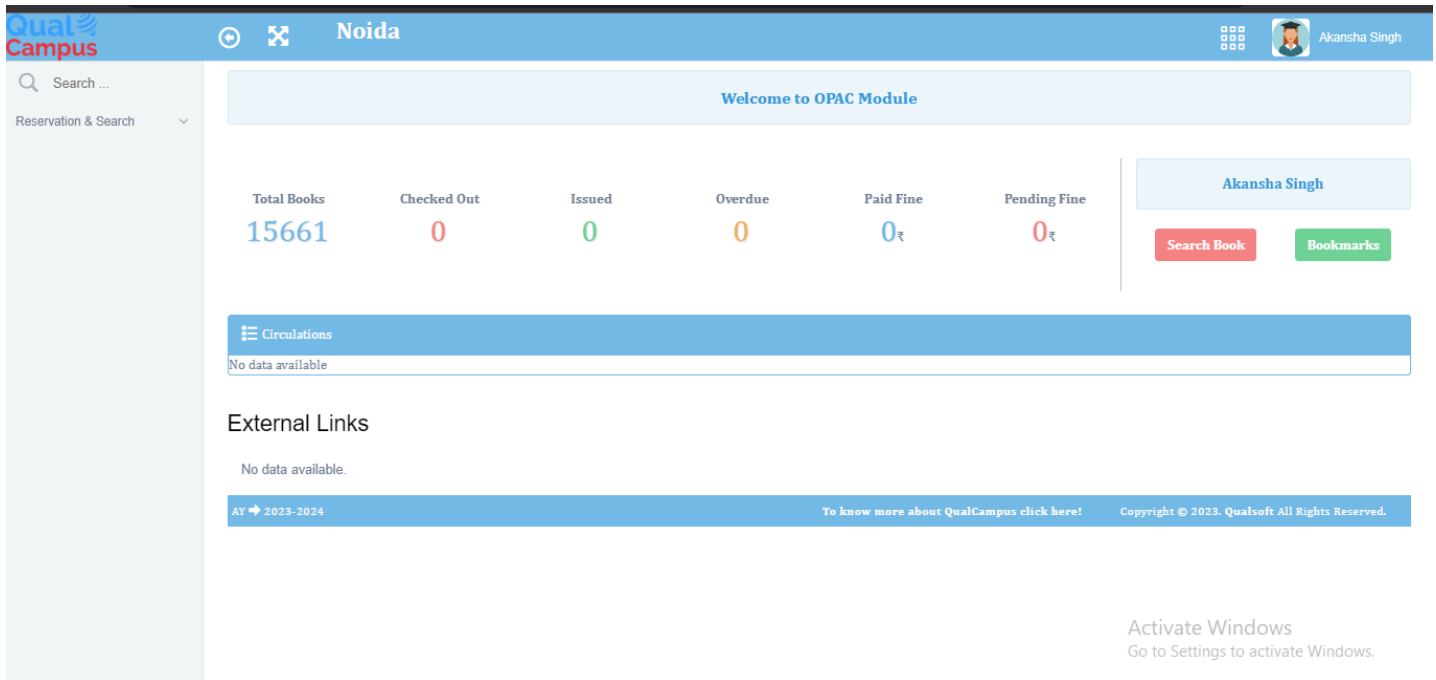 Qual
Campus
Noida
Akansha Singh
Search ...
Reservation & Search
Welcome to OPAC Module
Total Books Checked Out Issued Overdue Paid Fine Pending Fine
15661 0 0 0 0₹ 0₹
Akansha Singh
Search Book Bookmarks
Circulations
No data available
External Links
No data available.
AY 2023-2024 To know more about QualCampus click here! Copyright © 2023. Qualsoft All Rights Reserved.
Activate Windows
Go to Settings to activate Windows.